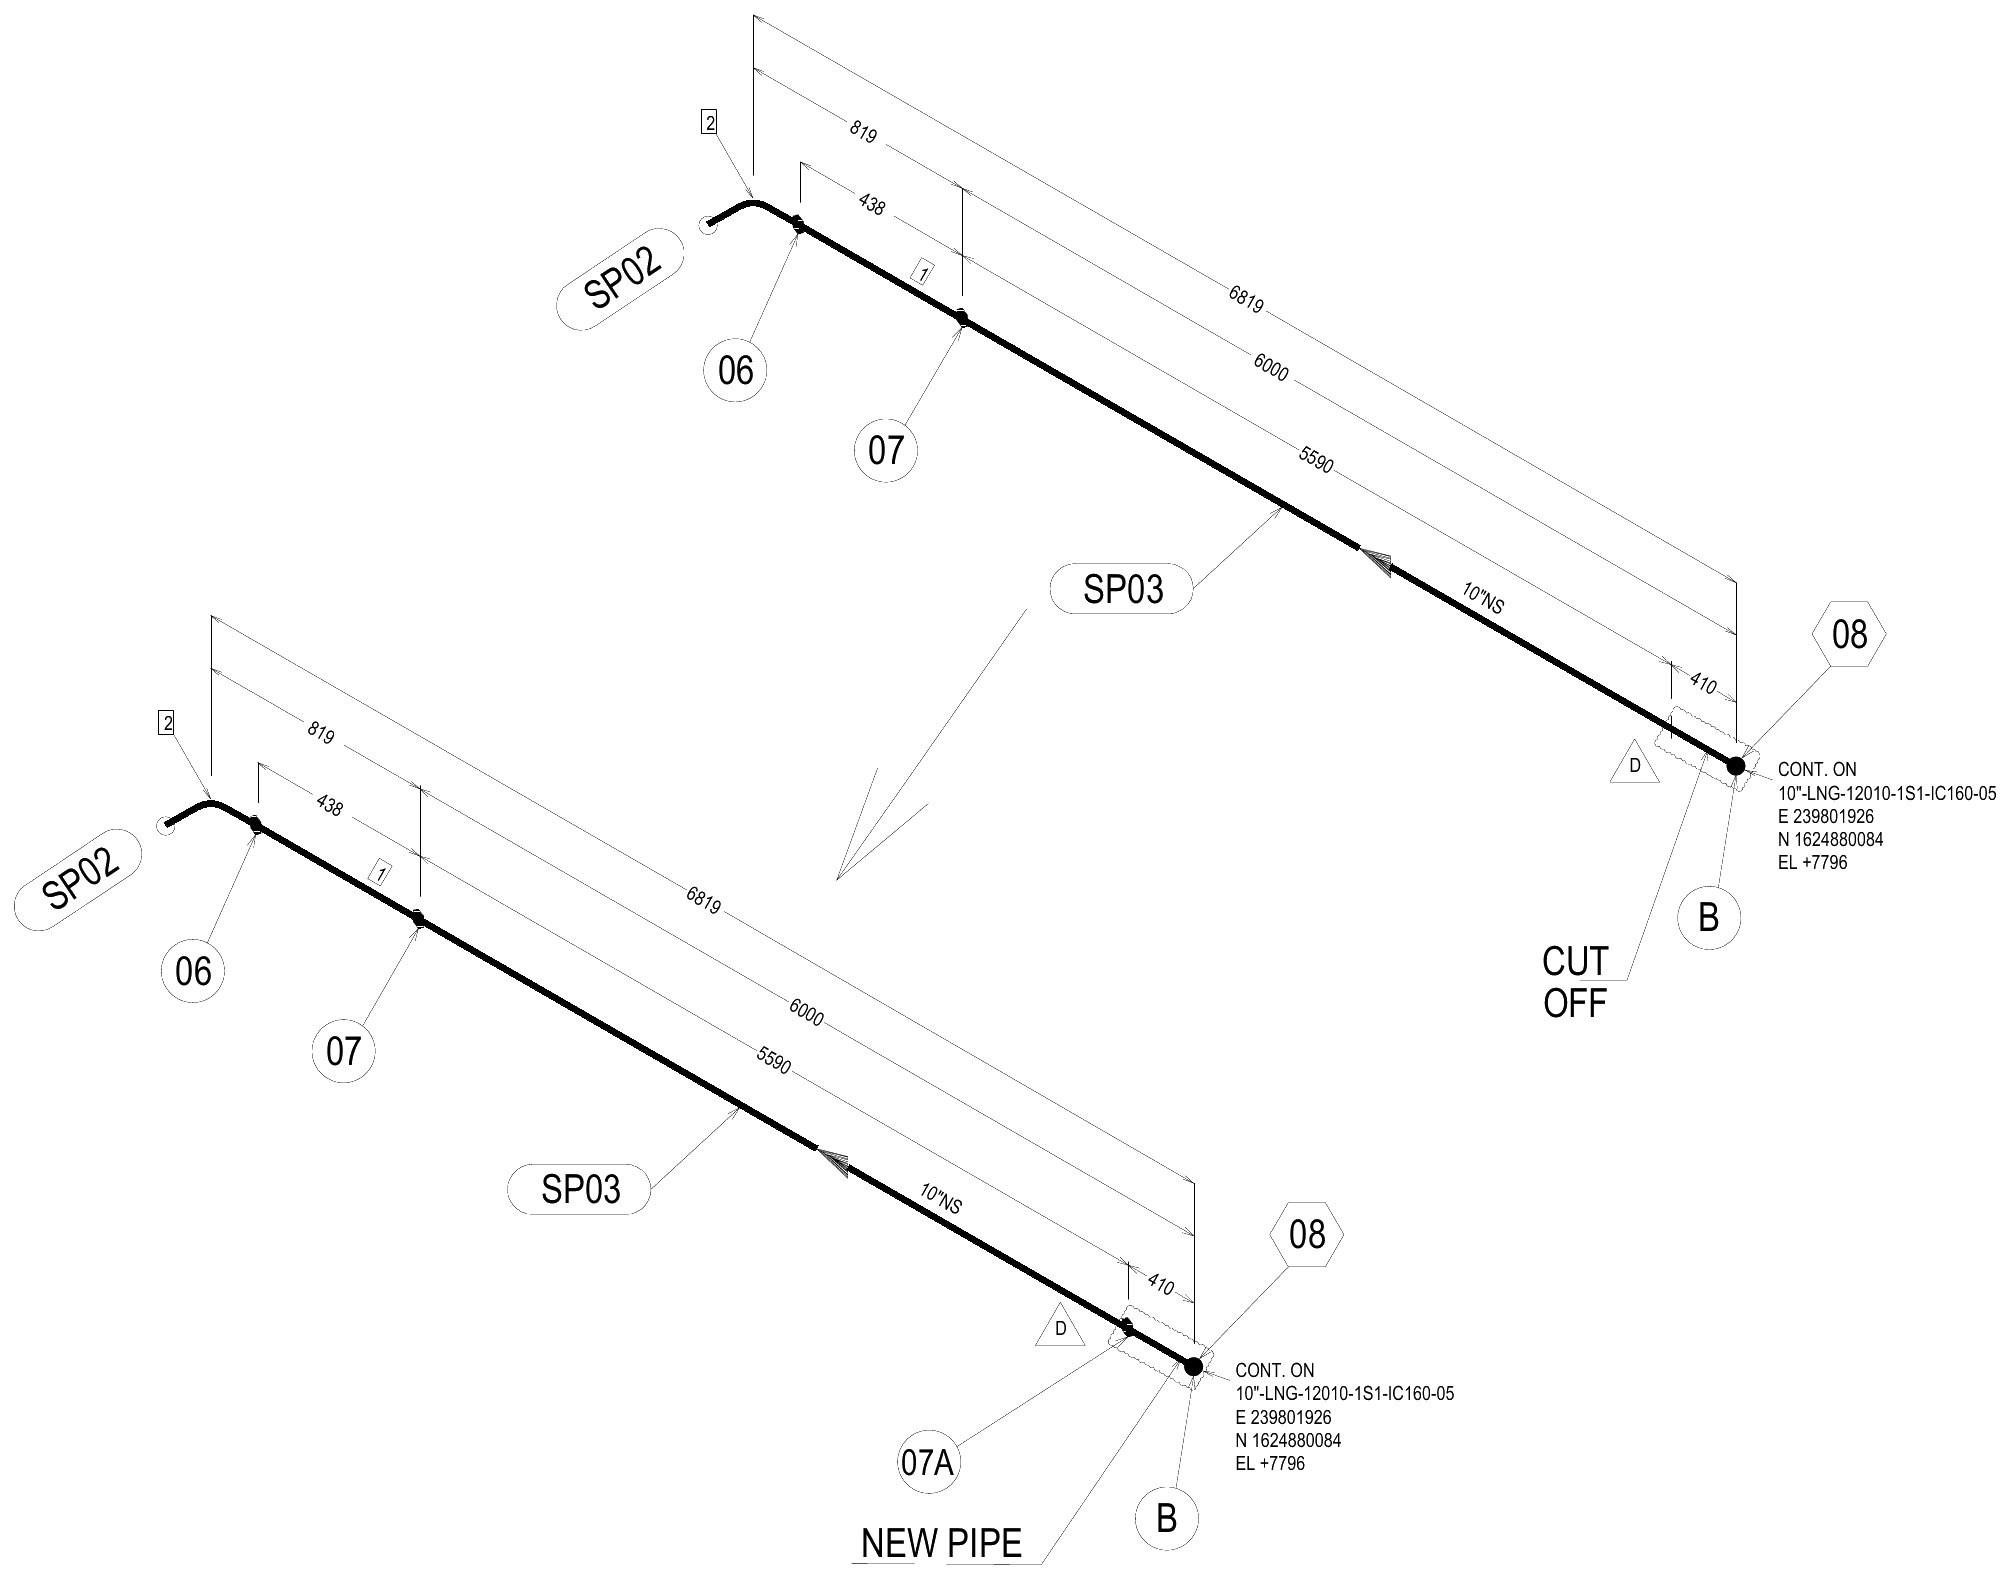 819
2
438
SP02
1
6819
06
6000
07
5590
SP03
10"NS
08
410
D
CONT. ON
10"-LNG-12010-1S1-IC160-05
E 239801926
N 1624880084
EL +7796
B
CUT
OFF
819
2
438
SP02
1
6819
06
6000
07
5590
SP03
10"NS
08
410
D
CONT. ON
10"-LNG-12010-1S1-IC160-05
E 239801926
N 1624880084
EL +7796
07A
B
NEW PIPE